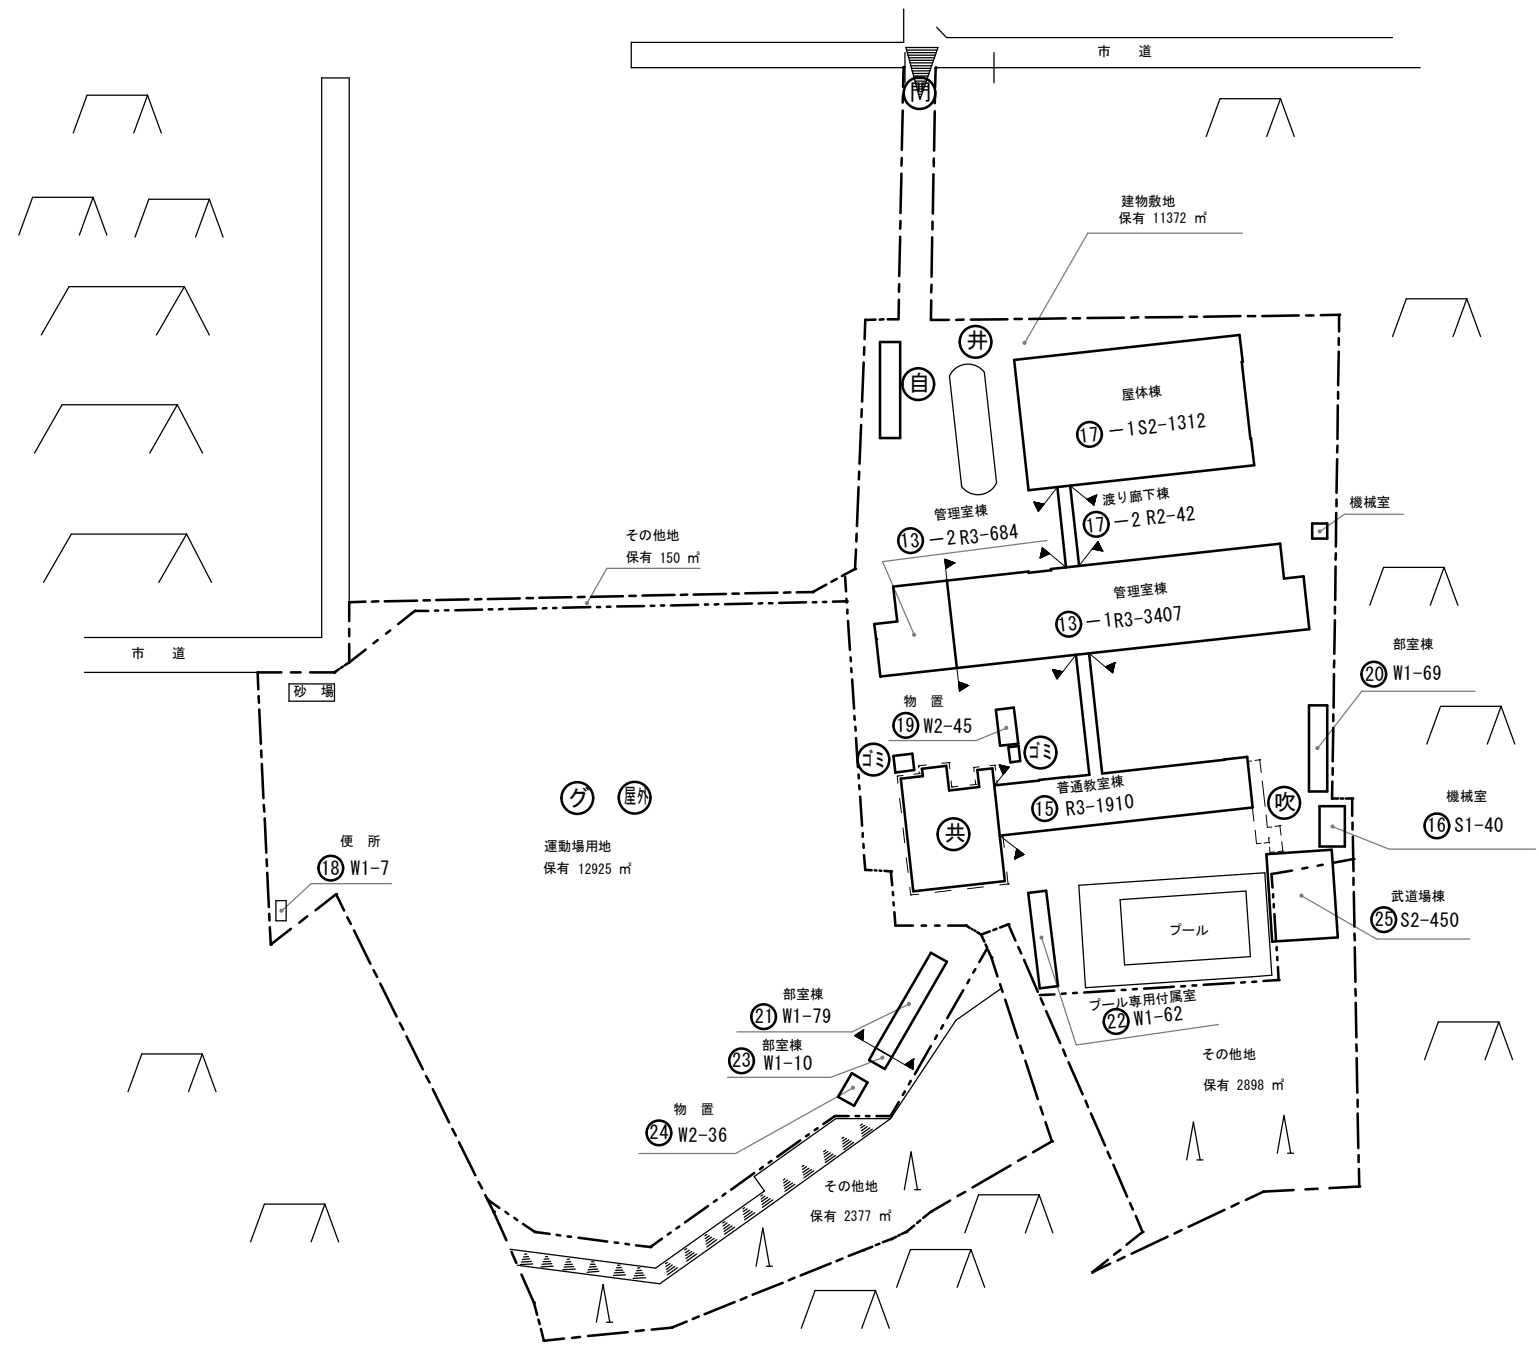 市　道
門
建物敷地
保有 11372 ㎡
井
自
屋体棟
⑰ －1S2-1312
渡り廊下棟
⑰ －2 R2-42
機械室
管理室棟
⑬ －2 R3-684
その他地
保有 150 ㎡
管理室棟
⑬ －1R3-3407
市　道
砂　場
部室棟
⑳ W1-69
物　置
⑲ W2-45
ゴミ
ゴミ
普通教室棟
⑮ R3-1910
グ
屋外
吹
機械室
⑯ S1-40
共
便　所
⑱ W1-7
運動場用地
保有 12925 ㎡
武道場棟
㉕ S2-450
プール
部室棟
㉑ W1-79
プール専用付属室
㉒ W1-62
部室棟
㉓ W1-10
その他地
保有 2898 ㎡
物　置
㉔ W2-36
その他地
保有 2377 ㎡